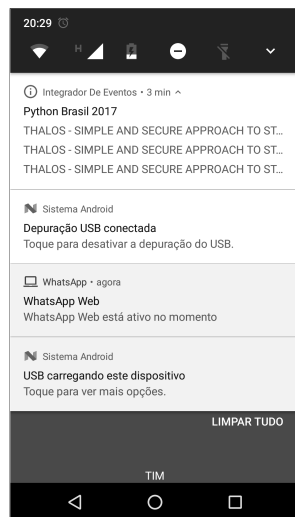 20:29
H
Integrador De Eventos • 3 min
Python Brasil 2017
THALOS - SIMPLE AND SECURE APPROACH TO ST...
THALOS - SIMPLE AND SECURE APPROACH TO ST...
THALOS - SIMPLE AND SECURE APPROACH TO ST...
Sistema Android
Depuração USB conectada
Toque para desativar a depuração do USB.
WhatsApp • agora
WhatsApp Web
WhatsApp Web está ativo no momento
Sistema Android
USB carregando este dispositivo
Toque para ver mais opções.
LIMPAR TUDO
TIM